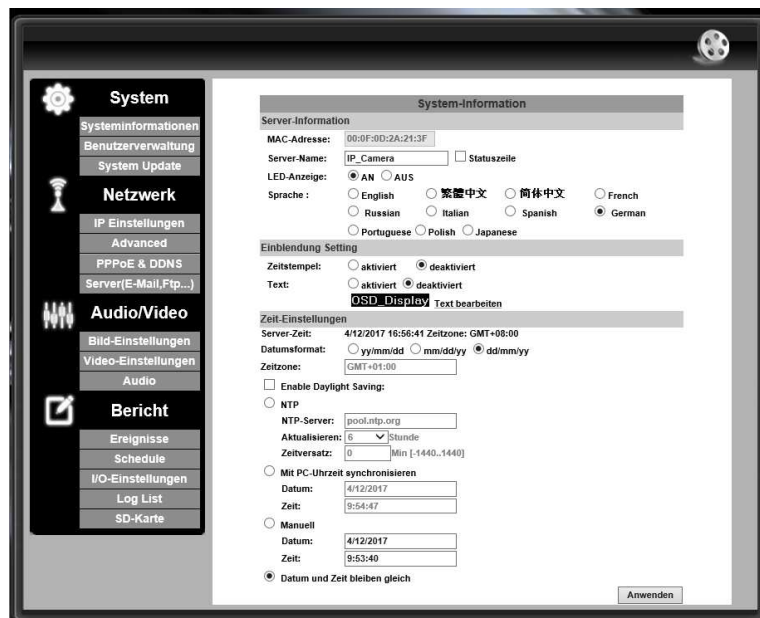 System
Systeminformationen
Benutzerverwaltung
System Update
Netzwerk
IP Einstellungen
Advanced
PPPoE & DDNS
Server(E-Mail,Ftp...)
Audio/Video
Bild-Einstellungen
Video-Einstellungen
Audio
Bericht
Ereignisse
Schedule
I/O-Einstellungen
Log List
SD-Karte
System-Information
Server-Information
MAC-Adresse: 00:0F:0D:2A:21:3F
Server-Name: IP_Camera Statuszeile
LED-Anzeige: AN AUS
Sprache : English 繁體中文 简体中文 French
Russian Italian Spanish German
Portuguese Polish Japanese
Einblendung Setting
Zeitstempel: aktiviert deaktiviert
Text: aktiviert deaktiviert
OSD_Display Text bearbeiten
Zeit-Einstellungen
Server-Zeit: 4/12/2017 16:56:41 Zeitzone: GMT+08:00
Datumsformat: yy/mm/dd mm/dd/yy dd/mm/yy
Zeitzone: GMT+01:00
Enable Daylight Saving:
NTP
NTP-Server: pool.ntp.org
Aktualisieren: 6 Stunde
Zeitversatz: 0 Min [-1440..1440]
Mit PC-Uhrzeit synchronisieren
Datum: 4/12/2017
Zeit: 9:54:47
Manuell
Datum: 4/12/2017
Zeit: 9:53:40
Datum und Zeit bleiben gleich
Anwenden